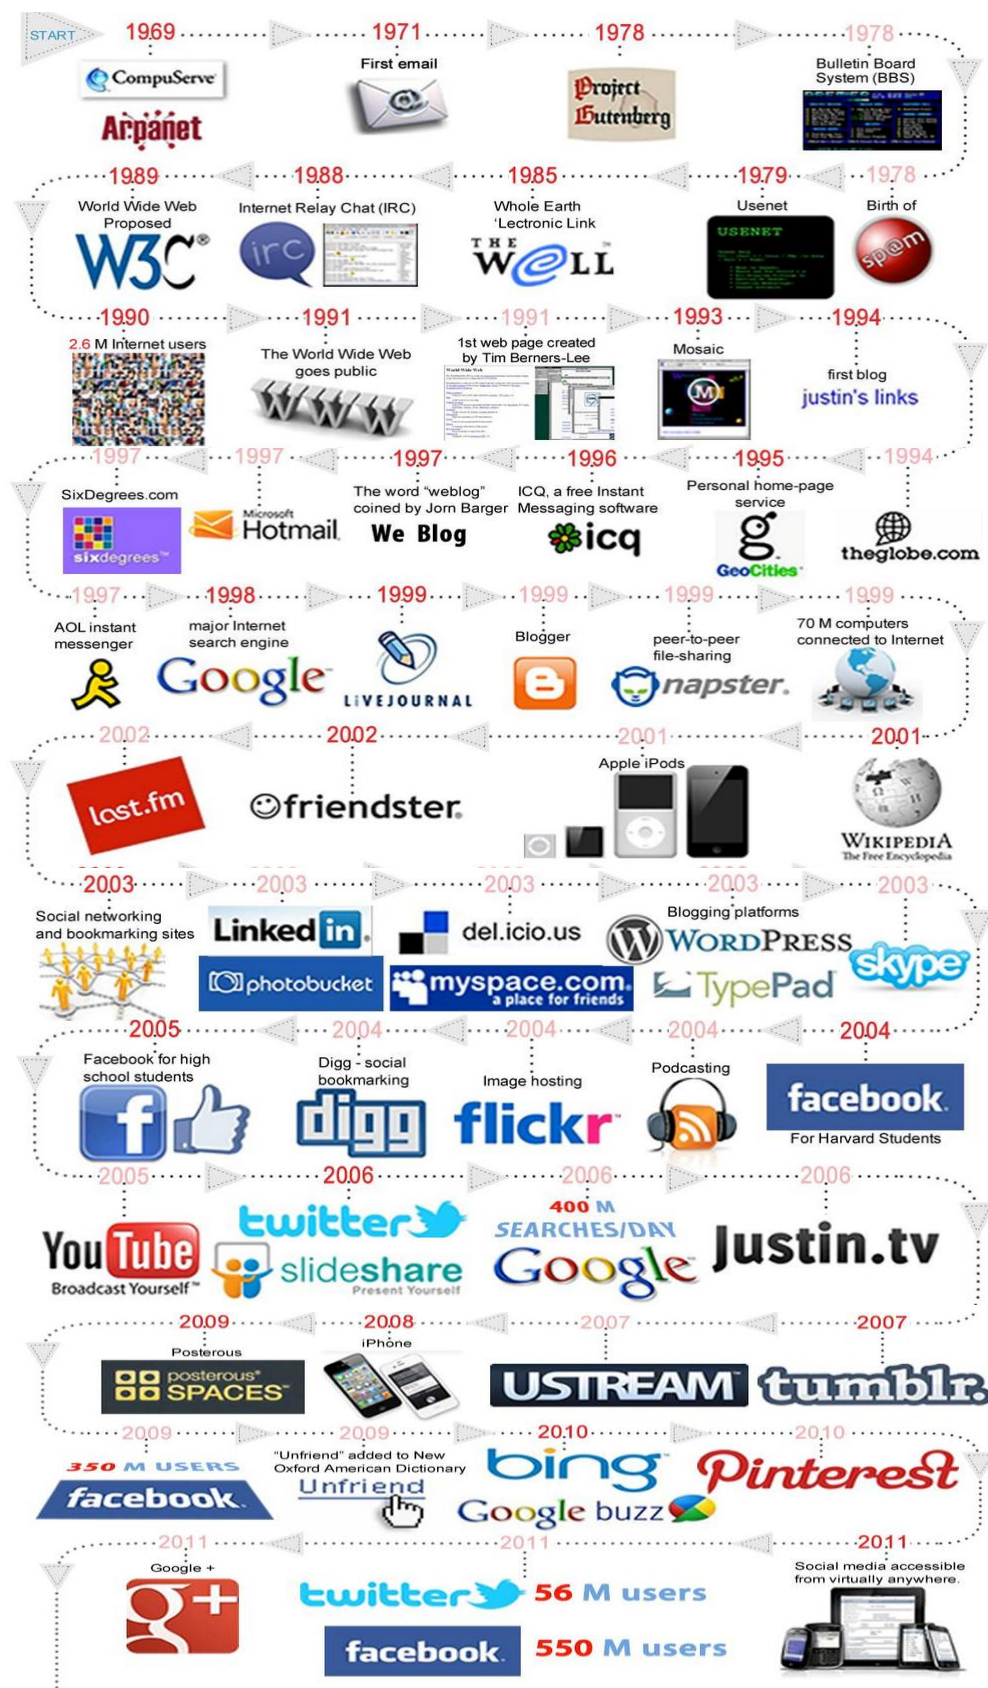 START
1969
CompuServe
Arpanet
1971
First email
1978
Project
Gutenberg
1978
Bulletin Board
System (BBS)
1989
World Wide Web
Proposed
W3C®
1988
Internet Relay Chat (IRC)
irc
1985
Whole Earth
'Lectronic Link
THE
W@LL
1979
Usenet
USENET
1978
Birth of
sp@m
1990
2.6 M Internet users
1991
The World Wide Web
goes public
WWW
1991
1st web page created
by Tim Berners-Lee
World Wide Web
1993
Mosaic
M
1994
first blog
justin's links
1997
SixDegrees.com
sixdegrees™
1997
Microsoft
Hotmail
1997
The word "weblog"
coined by Jorn Barger
We Blog
1996
ICQ, a free Instant
Messaging software
icq
1995
Personal home-page
service
g
GeoCities
1994
theglobe.com
1997
AOL instant
messenger
1998
major Internet
search engine
Google™
1999
LIVEJOURNAL
1999
Blogger
B
1999
peer-to-peer
file-sharing
napster.
1999
70 M computers
connected to Internet
2002
last.fm
2002
friendster.
2001
Apple iPods
2001
WIKIPEDIA
The Free Encyclopedia
2003
Social networking
and bookmarking sites
2003
Linked in.
photobucket
2003
del.icio.us
myspace.com.
a place for friends
2003
Blogging platforms
WORDPRESS
TypePad
2003
skype
2005
Facebook for high
school students
f
2004
Digg - social
bookmarking
digg
2004
Image hosting
flickr
2004
Podcasting
2004
facebook.
For Harvard Students
2005
YouTube
Broadcast Yourself™
2006
twitter
slideshare
Present Yourself
2006
400 M
SEARCHES/DAY
Google™
2006
Justin.tv
2009
Posterous
posterous®
SPACES™
2008
iPhone
2007
USTREAM
2007
tumblr.
2009
350 M USERS
facebook.
2009
"Unfriend" added to New
Oxford American Dictionary
Unfriend
2010
bing
Google buzz
2010
Pinterest
2011
Google +
g+
2011
twitter 56 M users
facebook. 550 M users
2011
Social media accessible
from virtually anywhere.